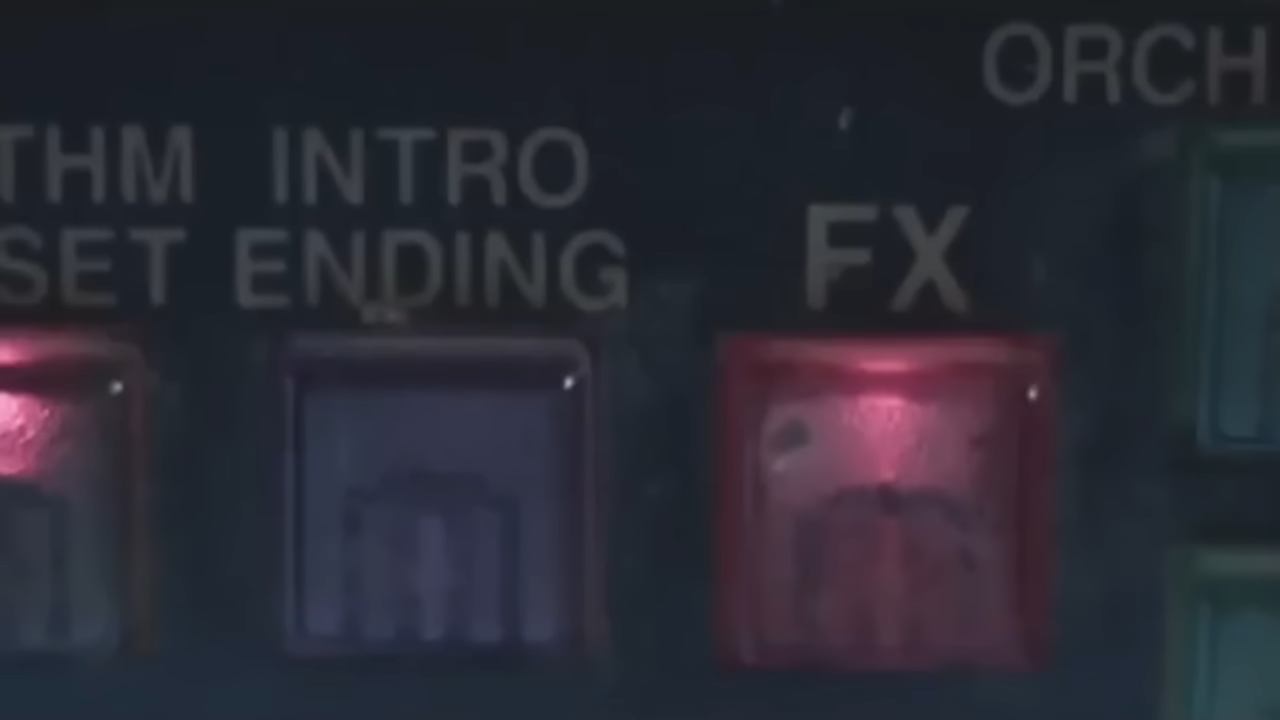 ORCH
THM INTRO
SET ENDING
FX